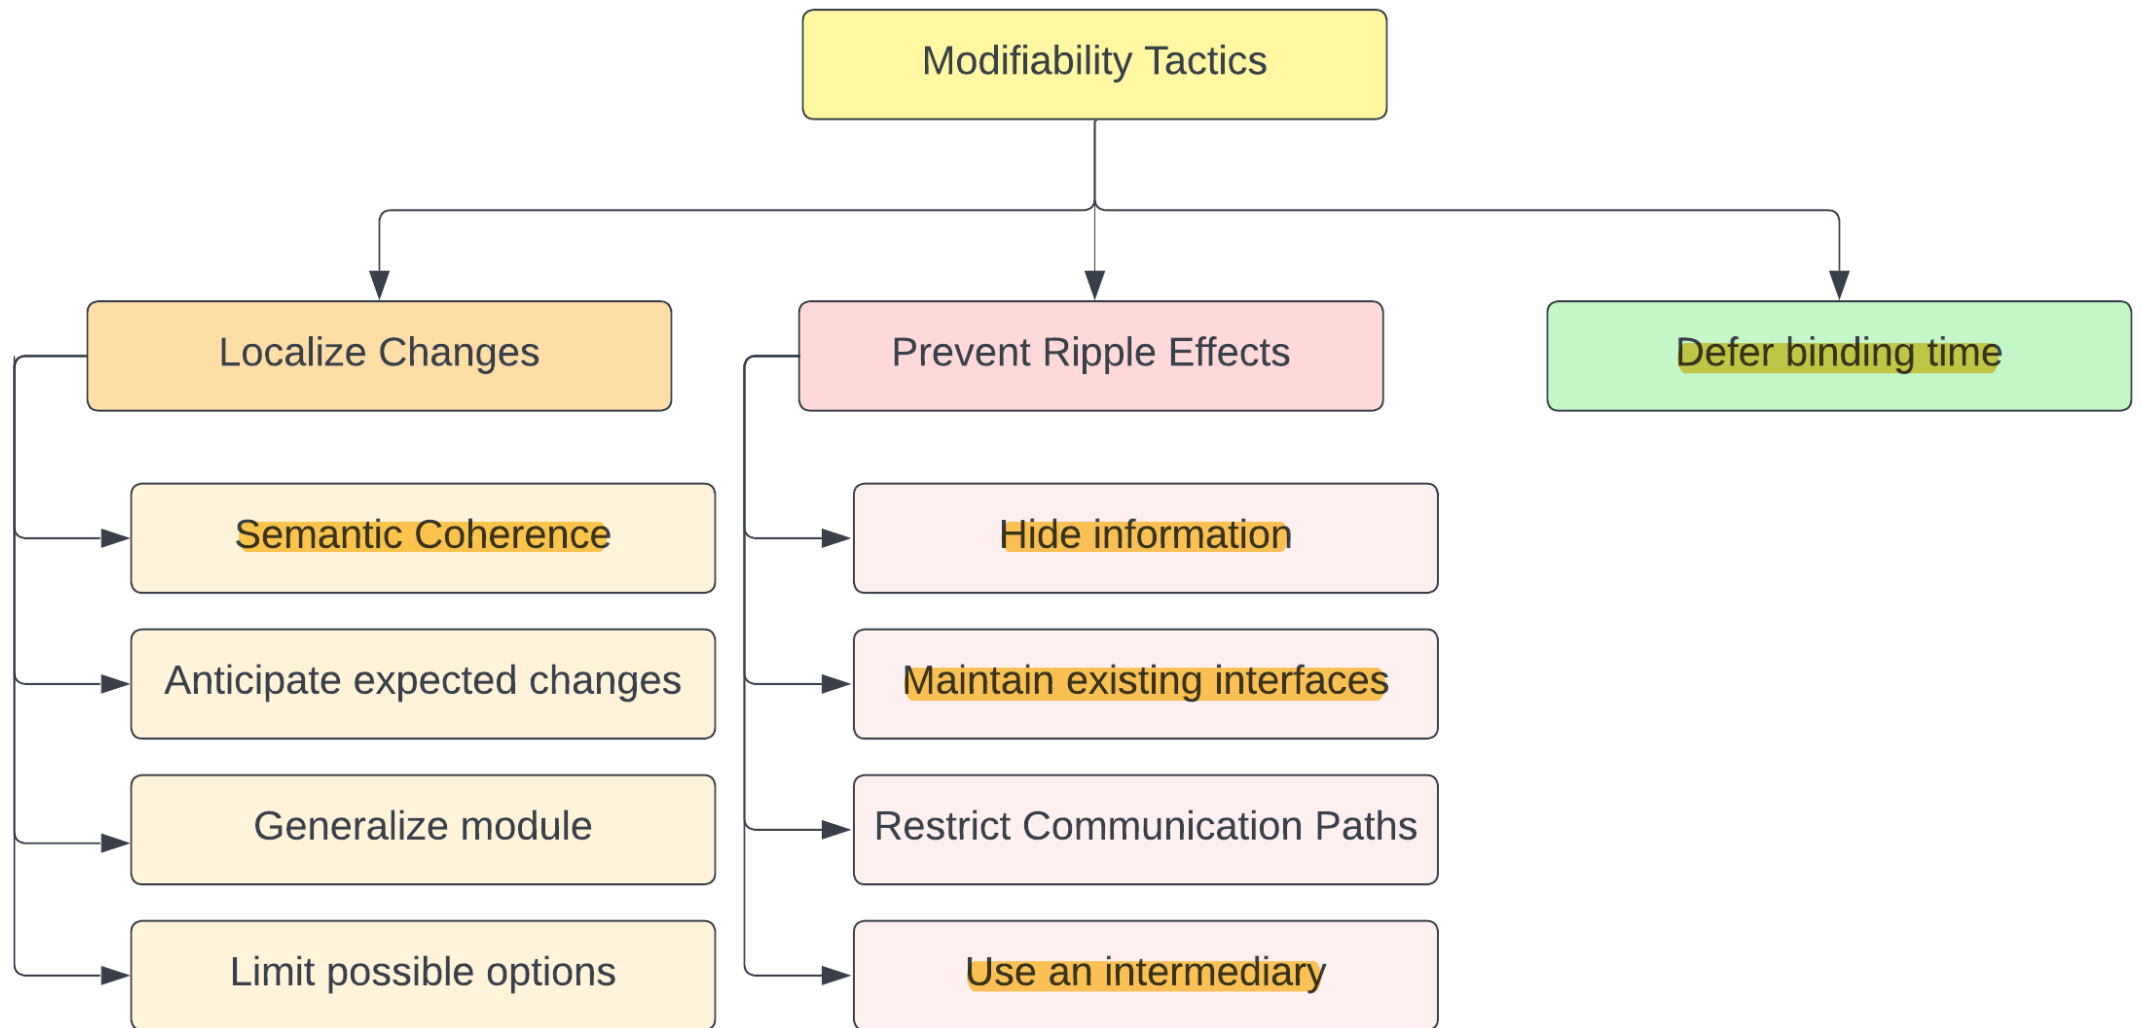 Modifiability Tactics
Localize Changes
Prevent Ripple Effects
Defer binding time
Semantic Coherence
Hide information
Anticipate expected changes
Maintain existing interfaces
Generalize module
Restrict Communication Paths
Limit possible options
Use an intermediary